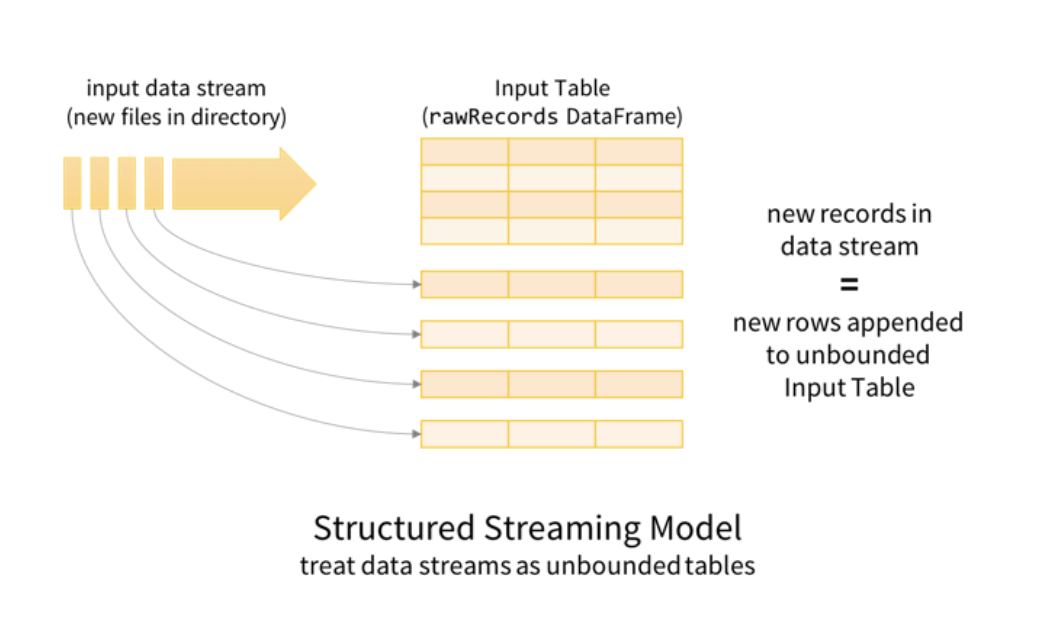 input data stream
(new files in directory)
Input Table
(rawRecords DataFrame)
new records in
data stream
=
new rows appended
to unbounded
Input Table
Structured Streaming Model
treat data streams as unbounded tables